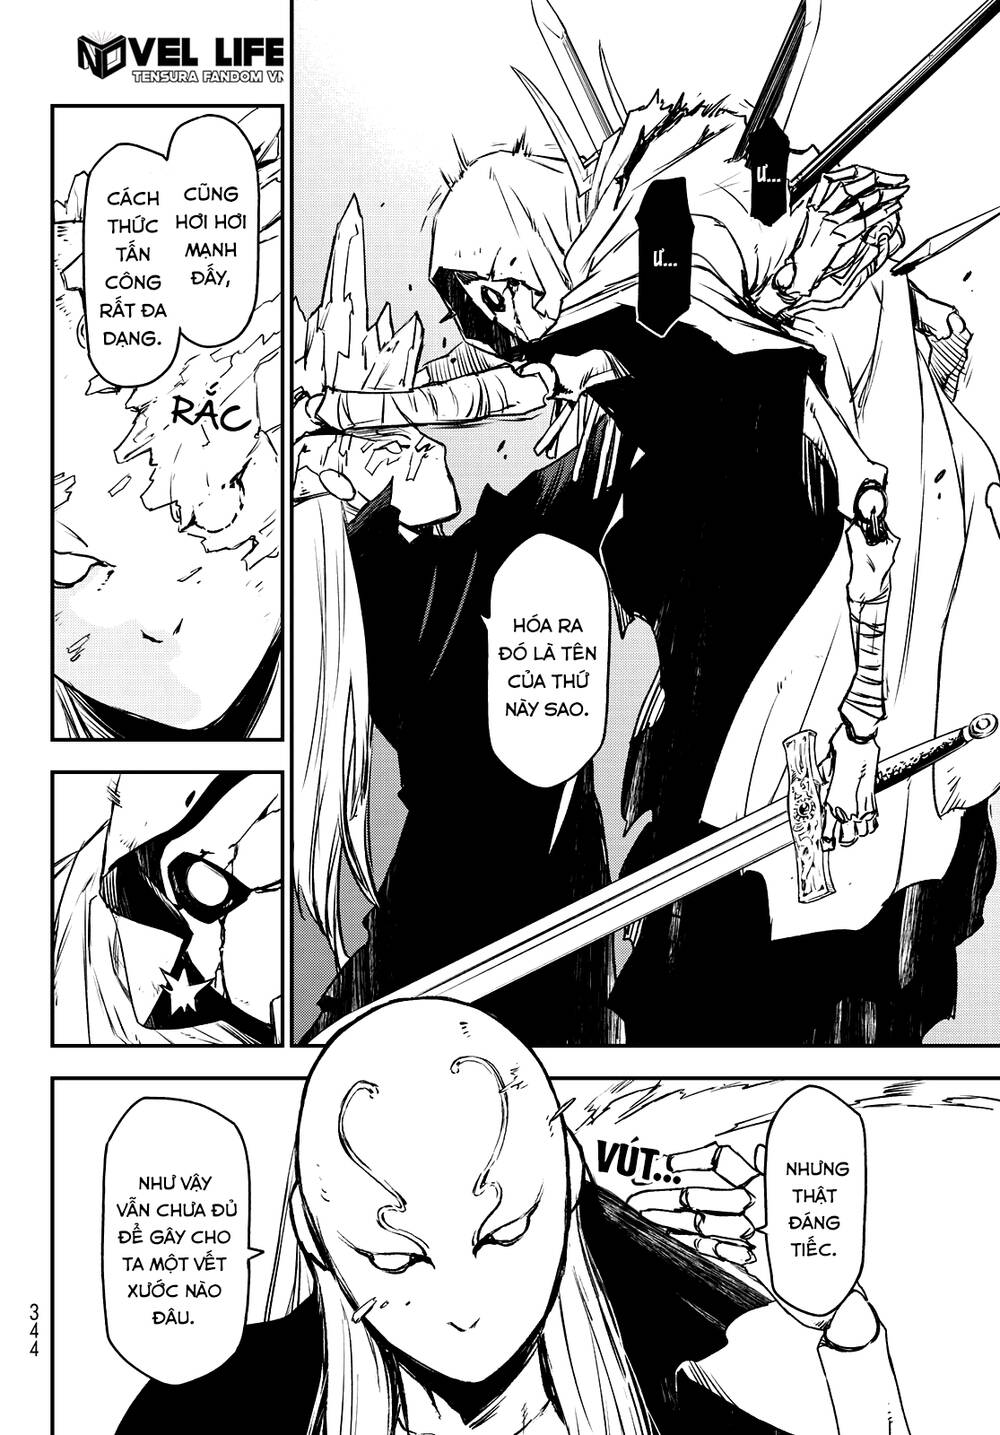 NOVEL LIFE
TENSURA FANDOM VN
Ư...
Ư...
HÓA RA
ĐÓ LÀ TÊN
CỦA THỨ
NÀY SAO.
CŨNG
HƠI HƠI
MẠNH
ĐẤY,
CÁCH
THỨC
TẤN
CÔNG
RẤT ĐA
DẠNG.
RẮC
NHƯNG
THẬT
ĐÁNG
TIẾC.
VÚT...
NHƯ VẬY
VẪN CHƯA ĐỦ
ĐỂ GÂY CHO
TA MỘT VẾT
XƯỚC NÀO
ĐÂU.
344